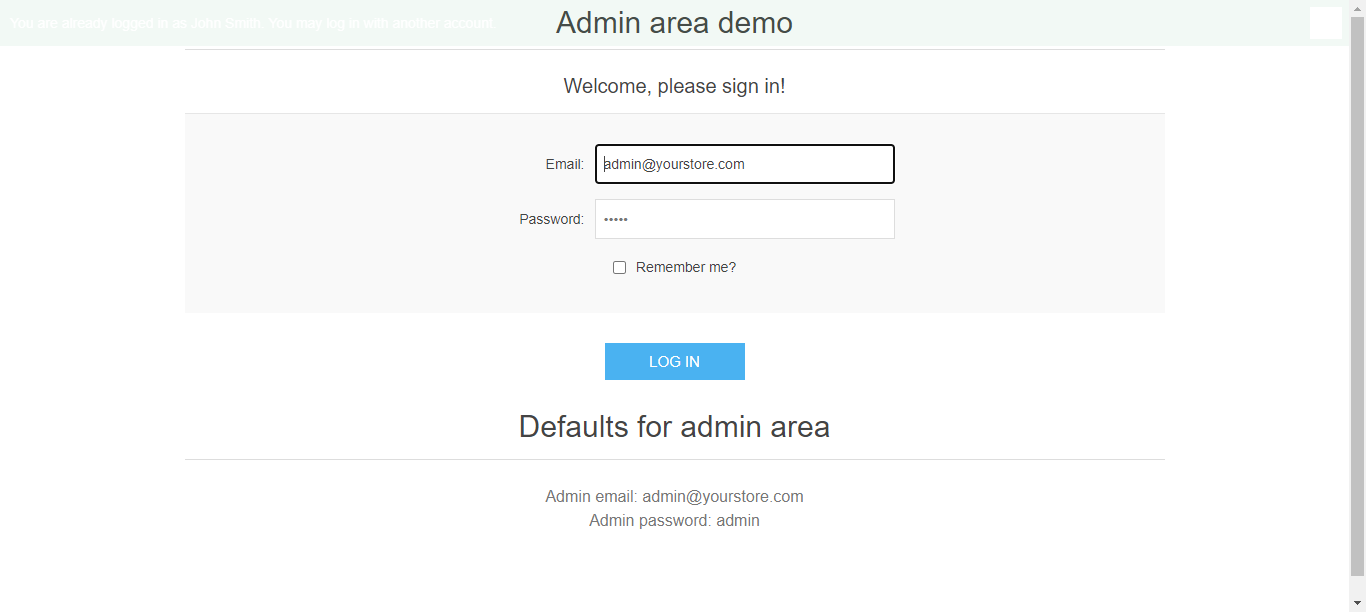 You are already logged in as John Smith. You may log in with another account.
Admin area demo
Welcome, please sign in!
Email: admin@yourstore.com
Password: •••••
Remember me?
LOG IN
Defaults for admin area
Admin email: admin@yourstore.com
Admin password: admin